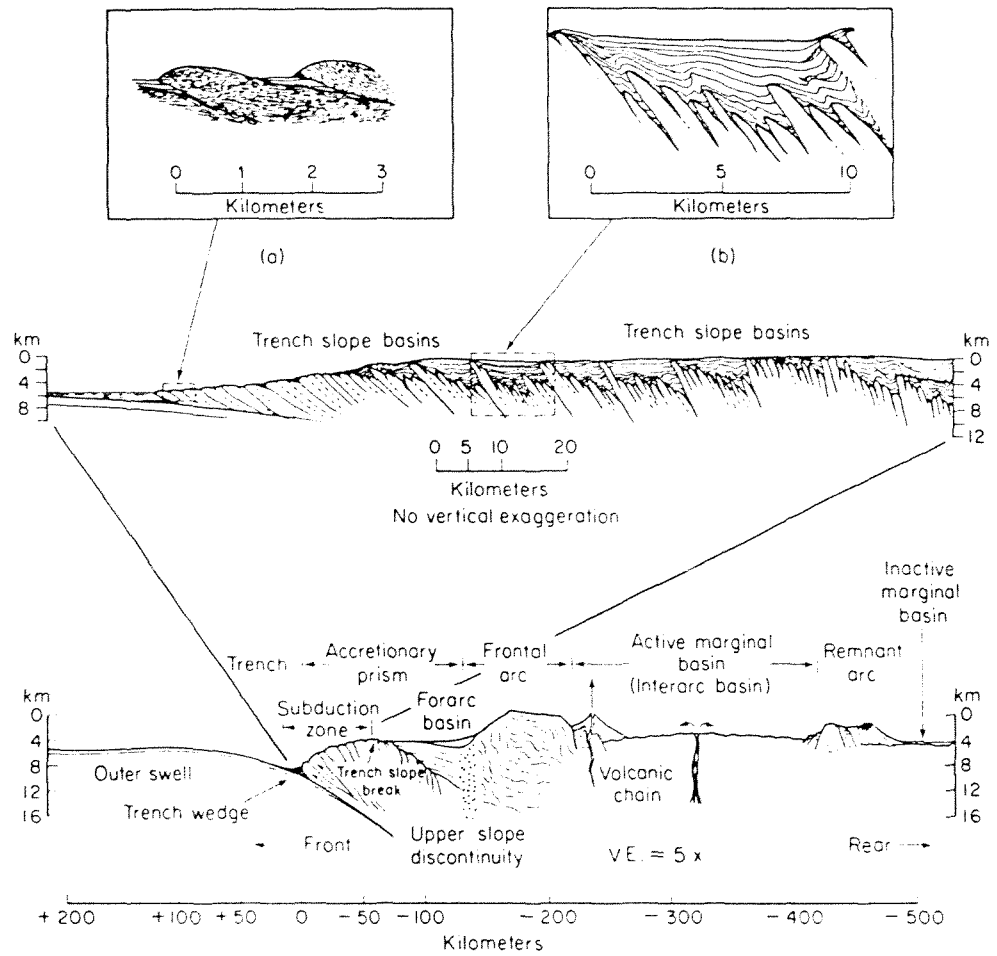 0 1 2 3
Kilometers
(a)
0 5 10
Kilometers
(b)
Trench slope basins
Trench slope basins
km
0
4
8
km
0
4
8
12
0 5 10 20
Kilometers
No vertical exaggeration
Inactive
marginal
basin
Trench
Accretionary
prism
Frontal
arc
Active marginal
basin
(Interarc basin)
Remnant
arc
Subduction
zone
Forarc
basin
km
0
4
8
12
16
km
0
4
8
12
16
Outer swell
Trench slope
break
Volcanic
chain
Trench wedge
Front
Upper slope
discontinuity
V.E. = 5 x
Rear
+200 +100 +50 0 -50 -100 -200 -300 -400 -500
Kilometers